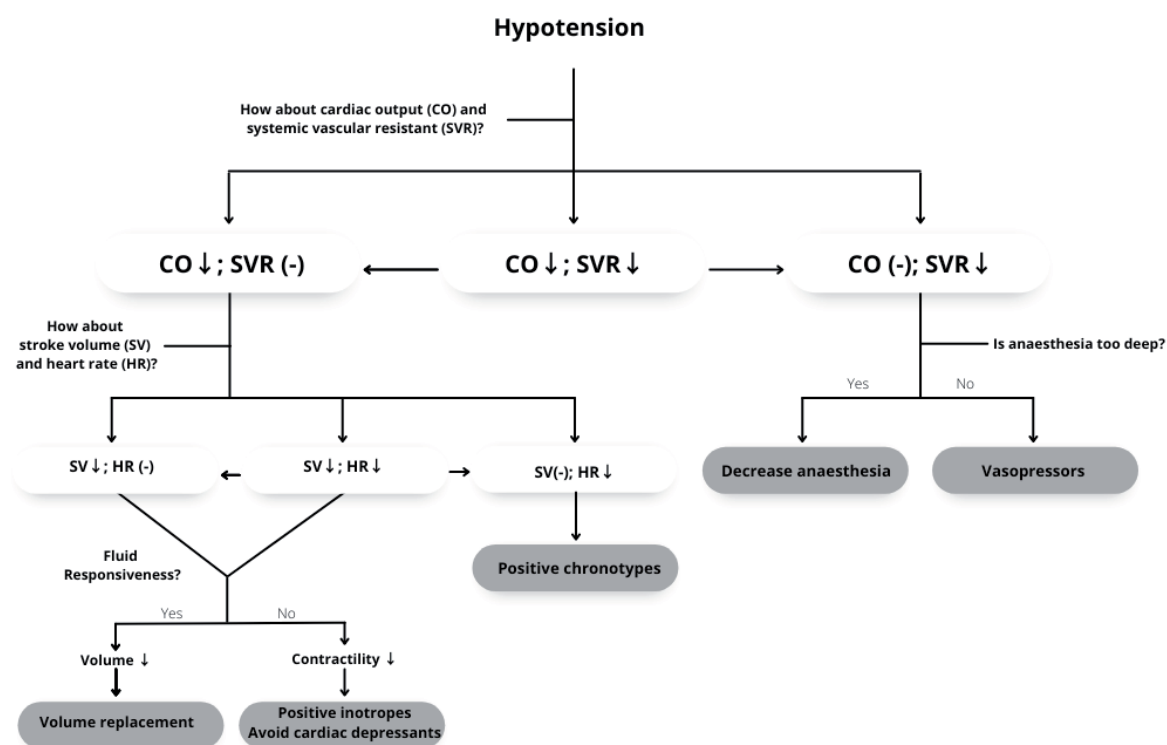 Hypotension
How about cardiac output (CO) and
systemic vascular resistant (SVR)?
CO ↓; SVR (-)
CO ↓; SVR ↓
CO (-); SVR ↓
How about
stroke volume (SV)
and heart rate (HR)?
Is anaesthesia too deep?
Yes
No
SV ↓; HR (-)
SV ↓; HR ↓
SV(-); HR ↓
Decrease anaesthesia
Vasopressors
Fluid
Responsiveness?
Positive chronotypes
Yes
No
Volume ↓
Contractility ↓
Volume replacement
Positive inotropes
Avoid cardiac depressants